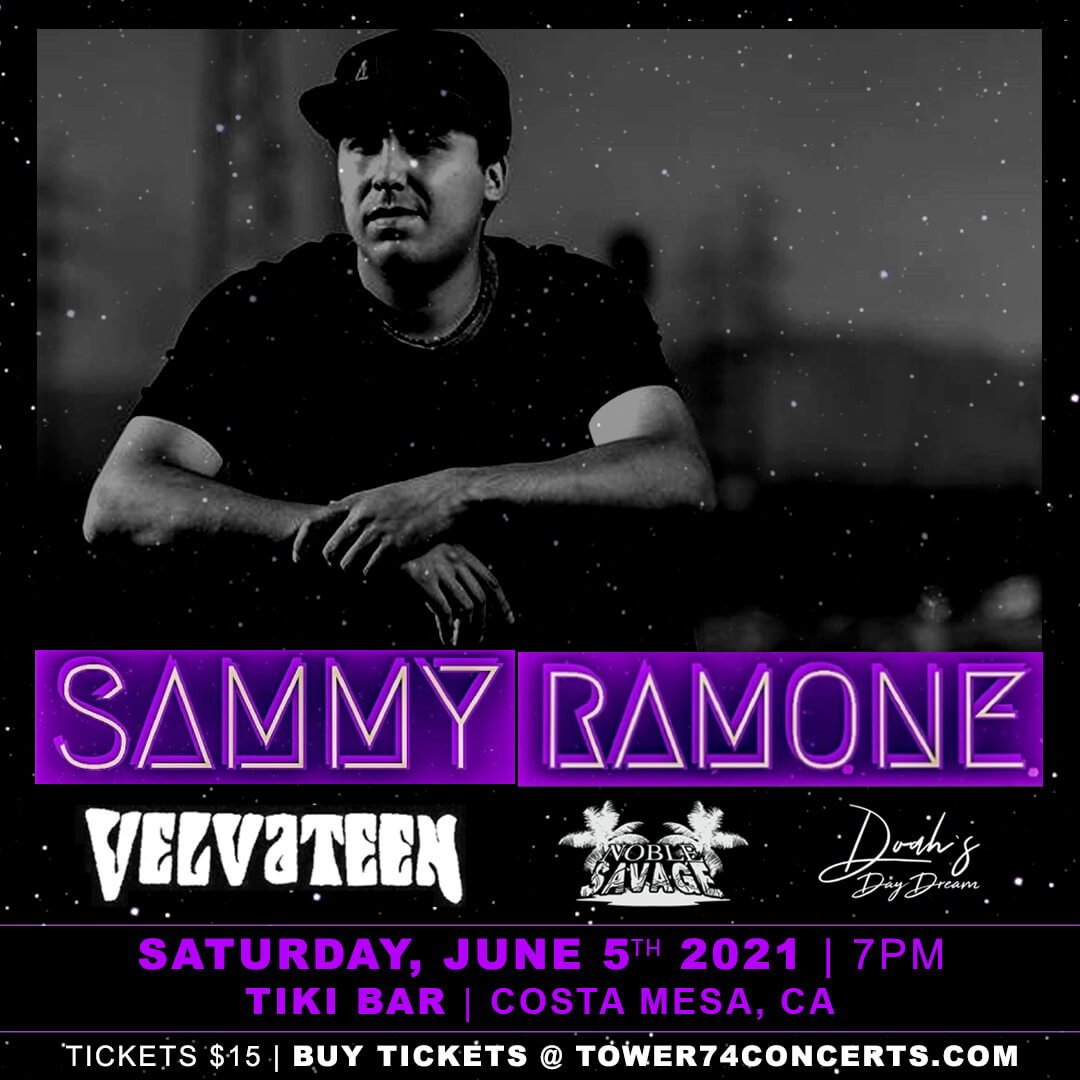 SAMMY RAMONE
VELVATEEN
NOBLE
SAVAGE
Doah's
Day Dream
SATURDAY, JUNE 5TH 2021 | 7PM
TIKI BAR | COSTA MESA, CA
TICKETS $15 | BUY TICKETS @ TOWER74CONCERTS.COM